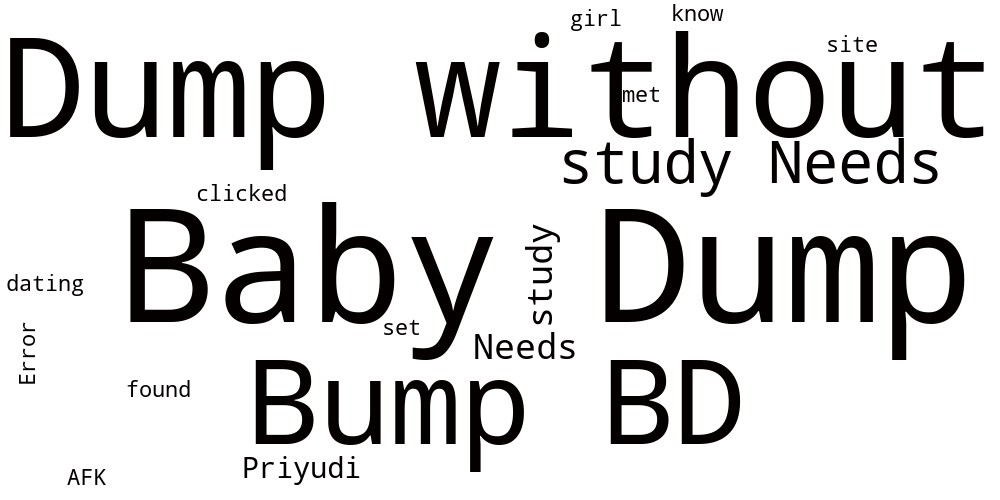 girl
know
Dump without
site
met
study Needs
clicked
Baby Dump
study
dating
set
Needs
Error
found
Bump BD
Priyudi
AFK